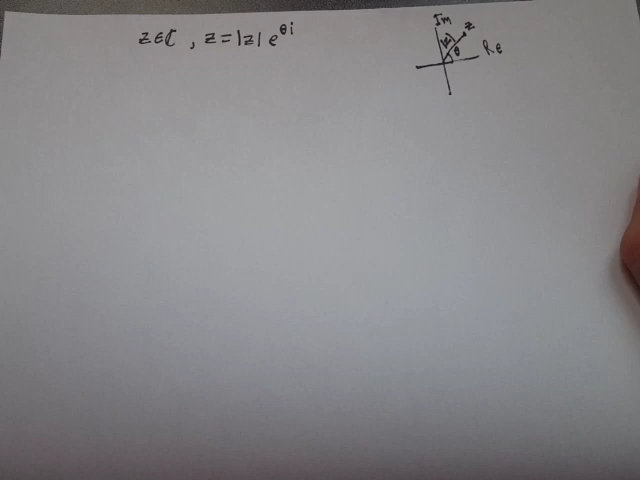 z∈ℂ , z=|z| e^θi
Im
z
|z|
θ
Re